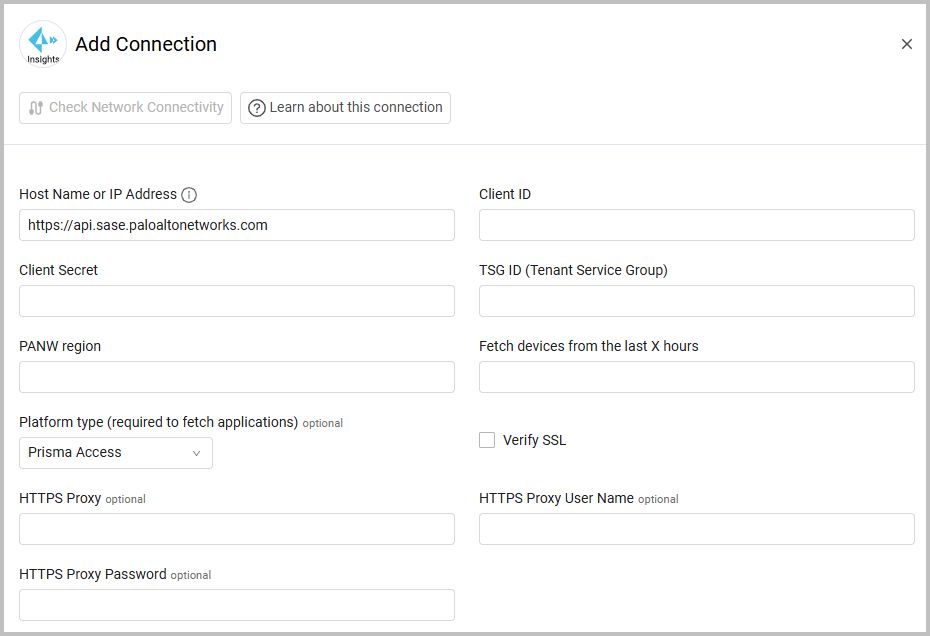 Insights
Add Connection
Check Network Connectivity
Learn about this connection
Host Name or IP Address
Client ID
https://api.sase.paloaltonetworks.com
Client Secret
TSG ID (Tenant Service Group)
PANW region
Fetch devices from the last X hours
Platform type (required to fetch applications) optional
Prisma Access
Verify SSL
HTTPS Proxy optional
HTTPS Proxy User Name optional
HTTPS Proxy Password optional